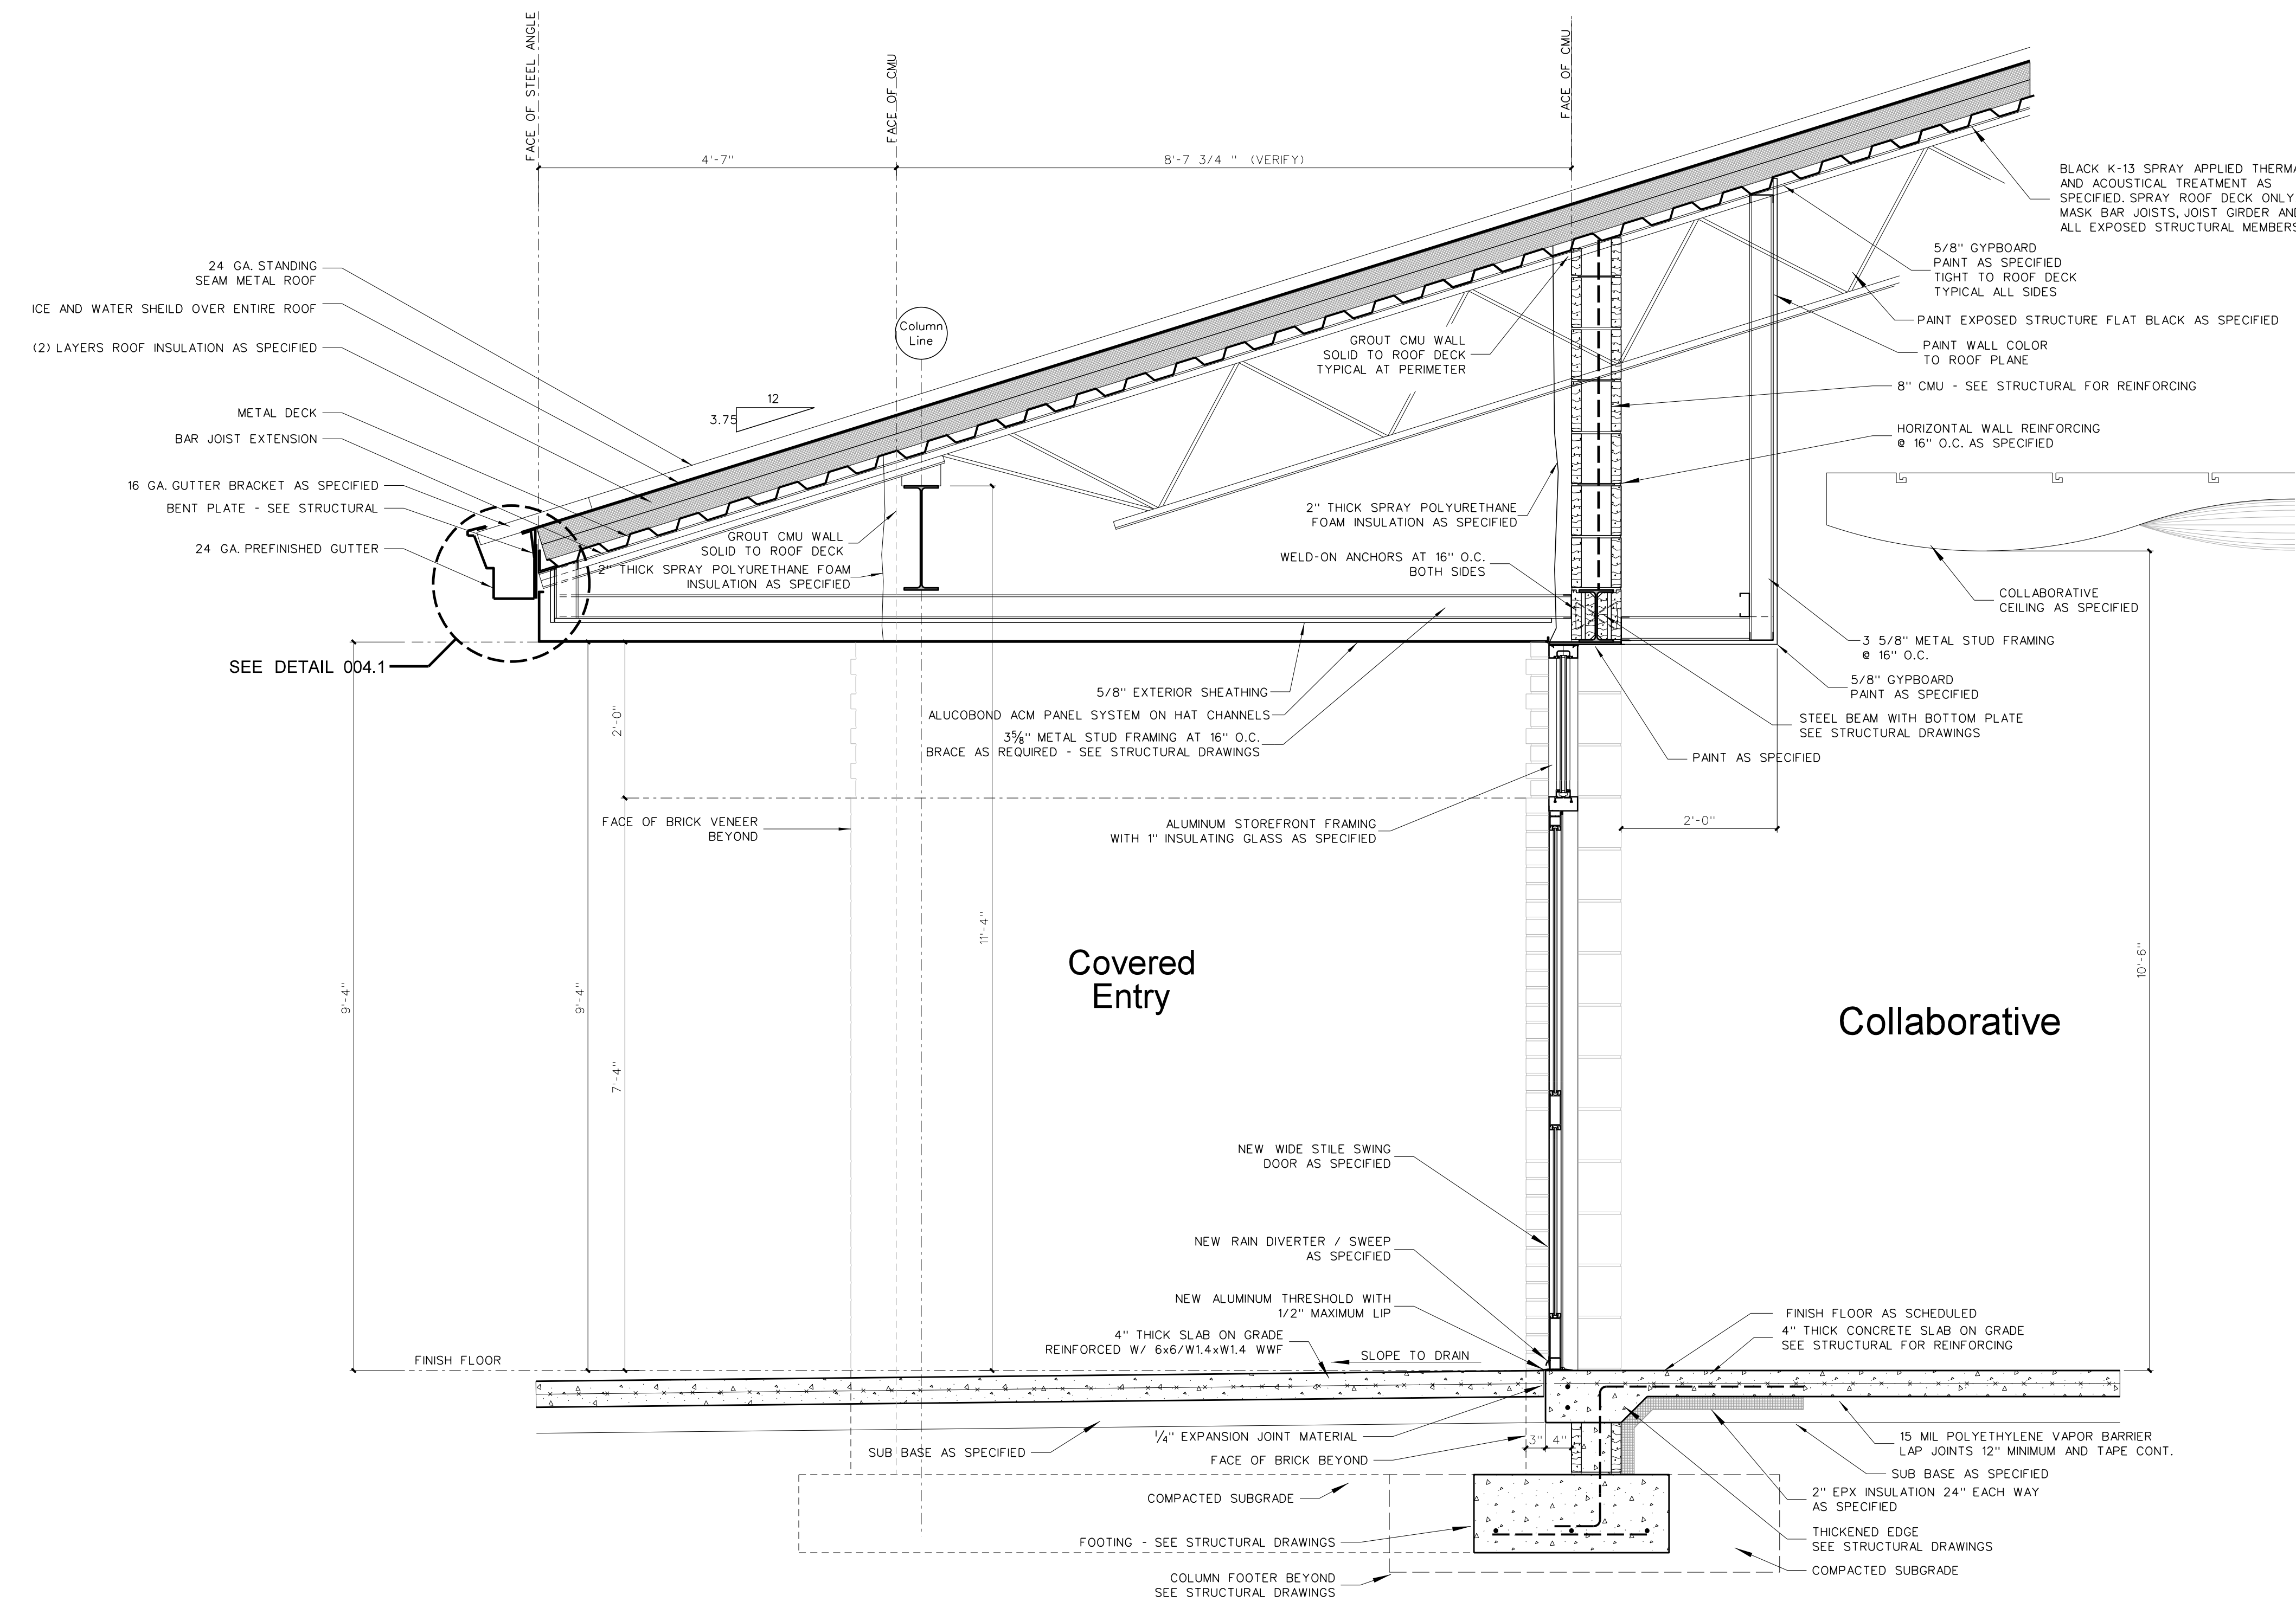 FACE OF STEEL ANGLE
FACE OF CMU
FACE OF CMU
4'-7"
8'-7 3/4 " (VERIFY)
24 GA. STANDING
SEAM METAL ROOF
ICE AND WATER SHEILD OVER ENTIRE ROOF
(2) LAYERS ROOF INSULATION AS SPECIFIED
METAL DECK
BAR JOIST EXTENSION
16 GA. GUTTER BRACKET AS SPECIFIED
BENT PLATE - SEE STRUCTURAL
24 GA. PREFINISHED GUTTER
SEE DETAIL 004.1
12
3.75
Column
Line
GROUT CMU WALL
SOLID TO ROOF DECK
2" THICK SPRAY POLYURETHANE FOAM
INSULATION AS SPECIFIED
GROUT CMU WALL
SOLID TO ROOF DECK
TYPICAL AT PERIMETER
2" THICK SPRAY POLYURETHANE
FOAM INSULATION AS SPECIFIED
WELD-ON ANCHORS AT 16" O.C.
BOTH SIDES
BLACK K-13 SPRAY APPLIED
AND ACOUSTICAL TREATMENT AS
SPECIFIED. SPRAY ROOF DECK ONLY
MASK BAR JOISTS, JOIST GIRDER
ALL EXPOSED STRUCTURAL
5/8" GYPBOARD
PAINT AS SPECIFIED
TIGHT TO ROOF DECK
TYPICAL ALL SIDES
PAINT EXPOSED STRUCTURE FLAT BLACK AS SPECIFIED
PAINT WALL COLOR
TO ROOF PLANE
8" CMU - SEE STRUCTURAL FOR REINFORCING
HORIZONTAL WALL REINFORCING
@ 16" O.C. AS SPECIFIED
COLLABORATIVE
CEILING AS SPECIFIED
3 5/8" METAL STUD FRAMING
@ 16" O.C.
5/8" GYPBOARD
PAINT AS SPECIFIED
STEEL BEAM WITH BOTTOM PLATE
SEE STRUCTURAL DRAWINGS
PAINT AS SPECIFIED
5/8" EXTERIOR SHEATHING
ALUCOBOND ACM PANEL SYSTEM ON HAT CHANNELS
3⅝" METAL STUD FRAMING AT 16" O.C.
BRACE AS REQUIRED - SEE STRUCTURAL DRAWINGS
2'-0"
FACE OF BRICK VENEER
BEYOND
ALUMINUM STOREFRONT FRAMING
WITH 1" INSULATING GLASS AS SPECIFIED
2'-0"
9'-4"
9'-4"
7'-4"
11'-4"
10'-6"
Covered
Entry
Collaborative
NEW WIDE STILE SWING
DOOR AS SPECIFIED
NEW RAIN DIVERTER / SWEEP
AS SPECIFIED
NEW ALUMINUM THRESHOLD WITH
1/2" MAXIMUM LIP
4" THICK SLAB ON GRADE
REINFORCED W/ 6x6/W1.4xW1.4 WWF
SLOPE TO DRAIN
FINISH FLOOR
FINISH FLOOR AS SCHEDULED
4" THICK CONCRETE SLAB ON GRADE
SEE STRUCTURAL FOR REINFORCING
¼" EXPANSION JOINT MATERIAL
3"
4"
SUB BASE AS SPECIFIED
FACE OF BRICK BEYOND
COMPACTED SUBGRADE
FOOTING - SEE STRUCTURAL DRAWINGS
COLUMN FOOTER BEYOND
SEE STRUCTURAL DRAWINGS
15 MIL POLYETHYLENE VAPOR BARRIER
LAP JOINTS 12" MINIMUM AND TAPE CONT.
SUB BASE AS SPECIFIED
2" EPX INSULATION 24" EACH WAY
AS SPECIFIED
THICKENED EDGE
SEE STRUCTURAL DRAWINGS
COMPACTED SUBGRADE